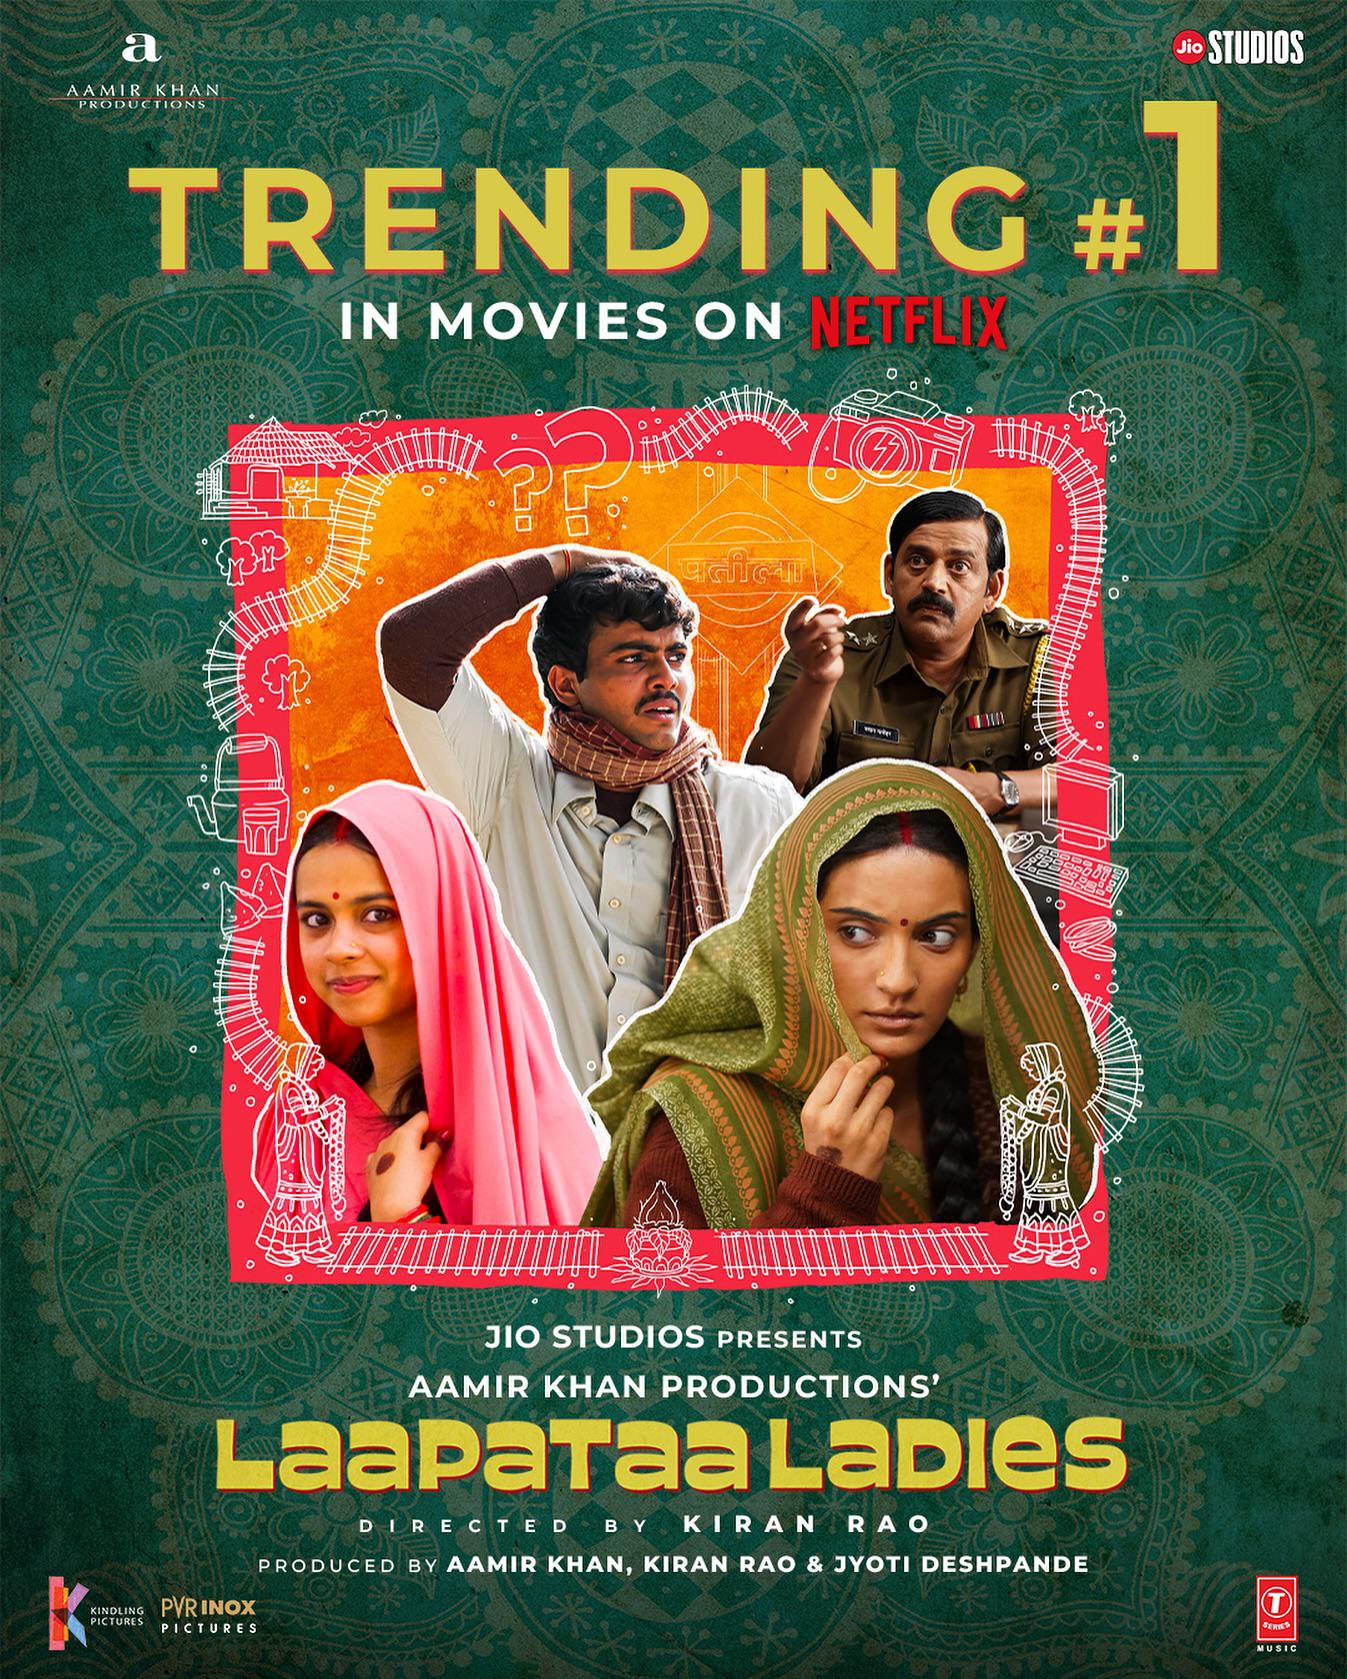 a
AAMIR KHAN
PRODUCTIONS
Jio STUDIOS
TRENDING #1
IN MOVIES ON NETFLIX
??
पतीला
JIO STUDIOS PRESENTS
AAMIR KHAN PRODUCTIONS’
LAAPATAA LADIES
DIRECTED BY KIRAN RAO
PRODUCED BY AAMIR KHAN, KIRAN RAO & JYOTI DESHPANDE
KINDLING
PICTURES
PVR INOX
PICTURES
T
SERIES
MUSIC